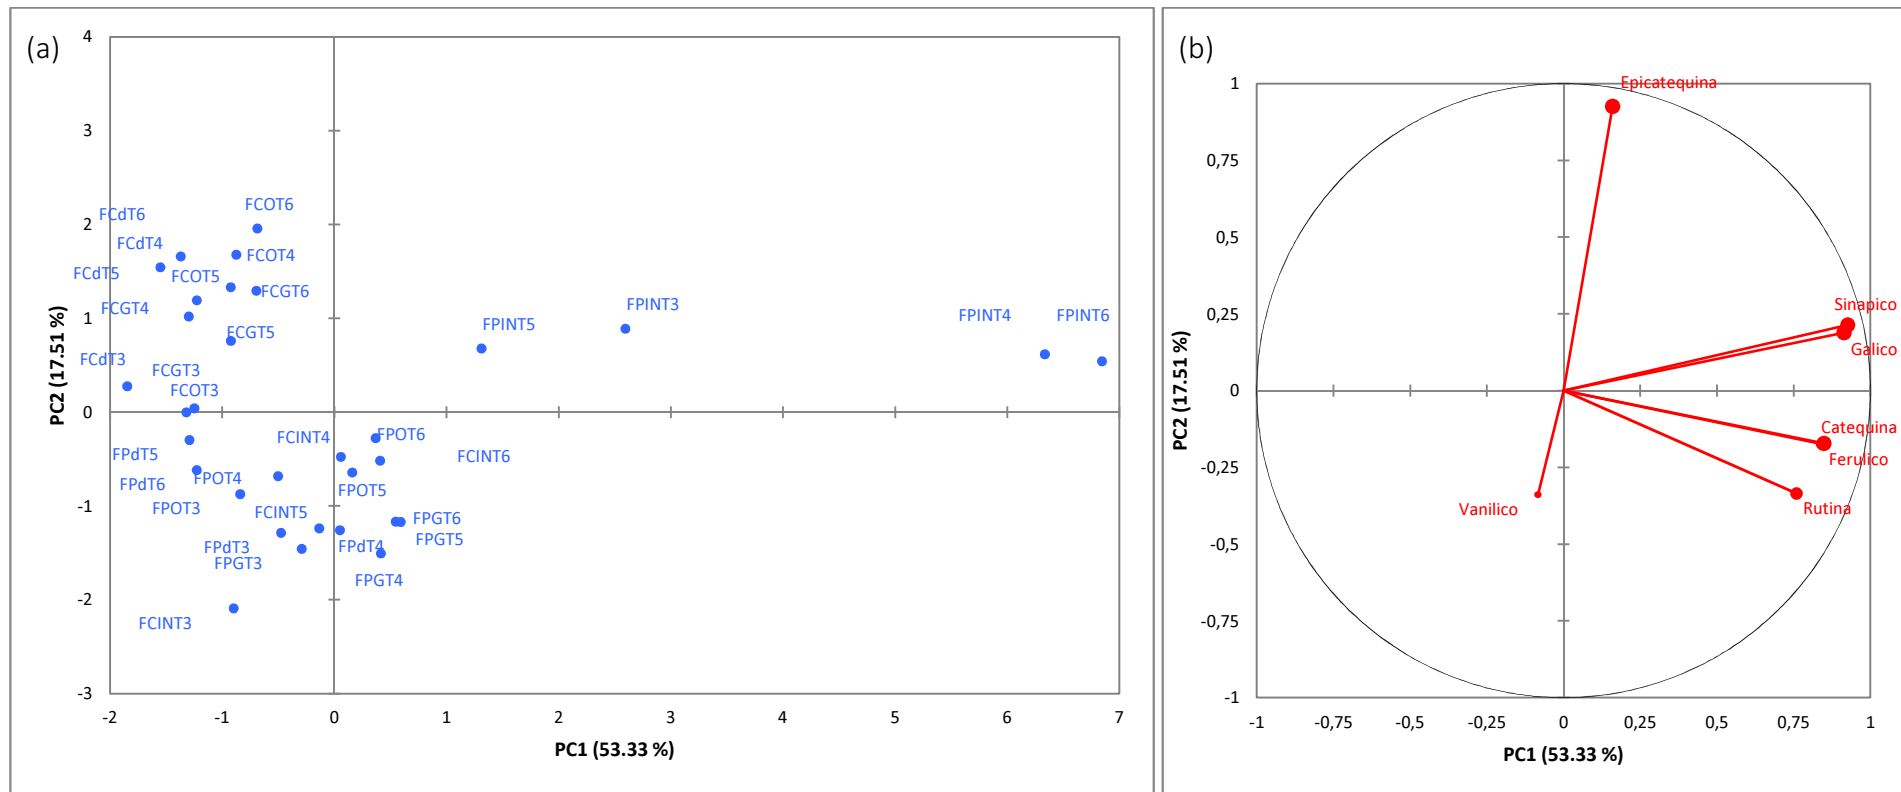 (a)
4
3
2
1
0
-1
-2
-3
PC2 (17.51 %)
FCOT6
FCdT6
FCdT4
FCOT4
FCdT5
FCOT5
FCGT6
FCGT4
FCGT5
FCdT3
FCGT3
FCOT3
FPINT5
FPINT3
FPINT4
FPINT6
FCINT4
FPOT6
FCINT6
FPdT5
FPdT6
FPOT4
FPOT5
FPOT3
FCINT5
FPGT6
FPGT5
FPdT3
FPdT4
FPGT3
FPGT4
FCINT3
-2 -1 0 1 2 3 4 5 6 7
PC1 (53.33 %)
(b)
1
0,75
0,5
0,25
0
-0,25
-0,5
-0,75
-1
PC2 (17.51 %)
Epicatequina
Sinapico
Galico
Catequina
Ferulico
Rutina
Vanilico
-1 -0,75 -0,5 -0,25 0 0,25 0,5 0,75 1
PC1 (53.33 %)